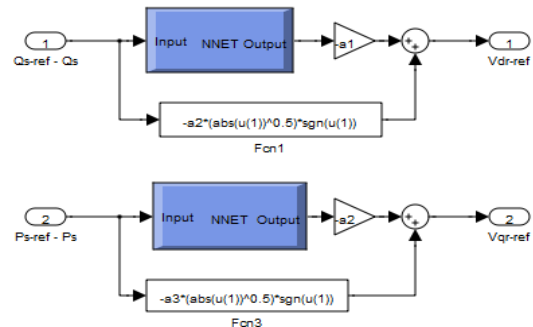 1
Qs-ref - Qs
Input NNET Output
-a1
1
Vdr-ref
-a2*(abs(u(1))^0.5)*sgn(u(1))
Fcn1
2
Ps-ref - Ps
Input NNET Output
-a2
2
Vqr-ref
-a3*(abs(u(1))^0.5)*sgn(u(1))
Fcn3